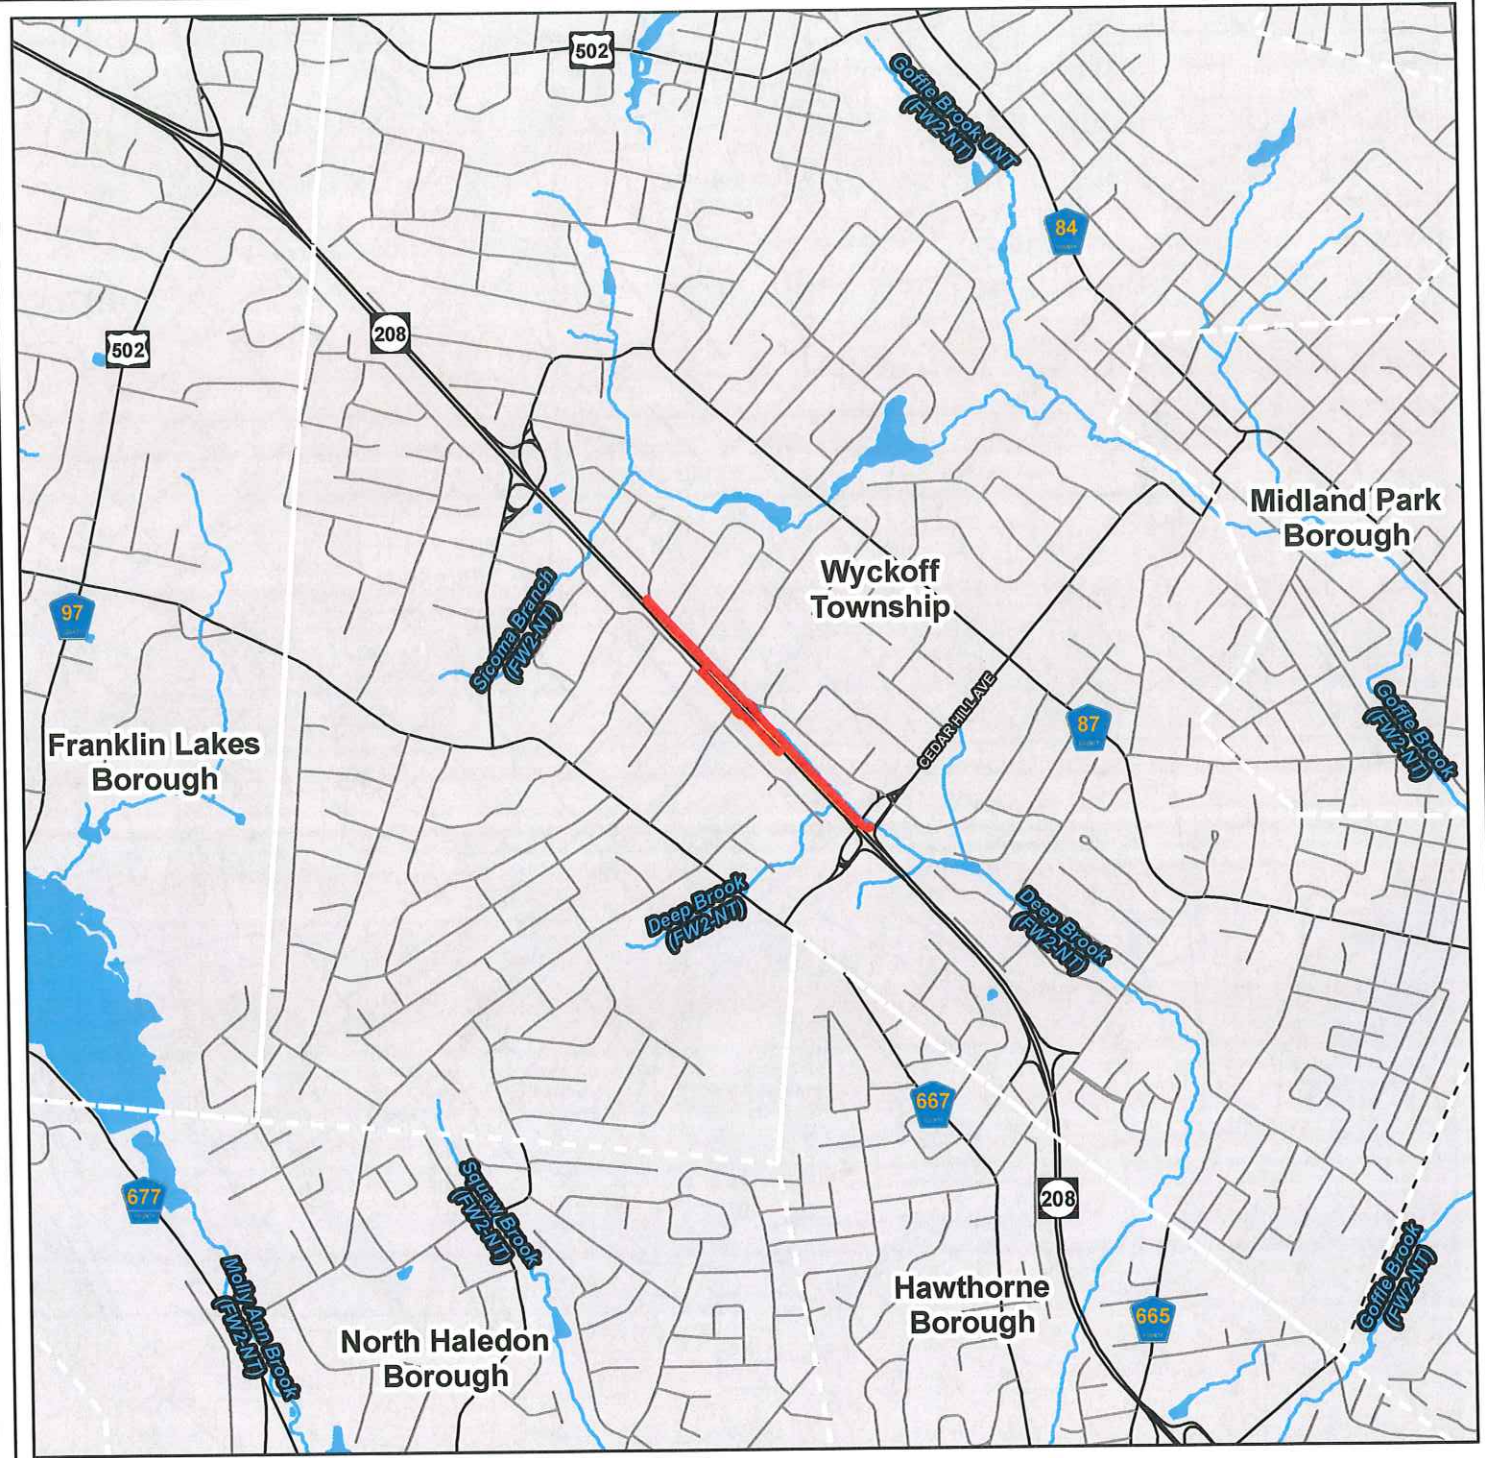 502
Goffle Brook UNT
(FW2-NT)
84
208
502
Midland Park
Borough
Wyckoff
Township
97
Sicoma Branch
(FW2-NT)
CEDAR HILL AVE
87
Goffle Brook
(FW2-NT)
Franklin Lakes
Borough
Deep Brook
(FW2-NT)
Deep Brook
(FW2-NT)
667
677
208
Squaw Brook
(FW2-NT)
Molly Ann Brook
(FW2-NT)
Hawthorne
Borough
665
Goffle Brook
(FW2-NT)
North Haledon
Borough